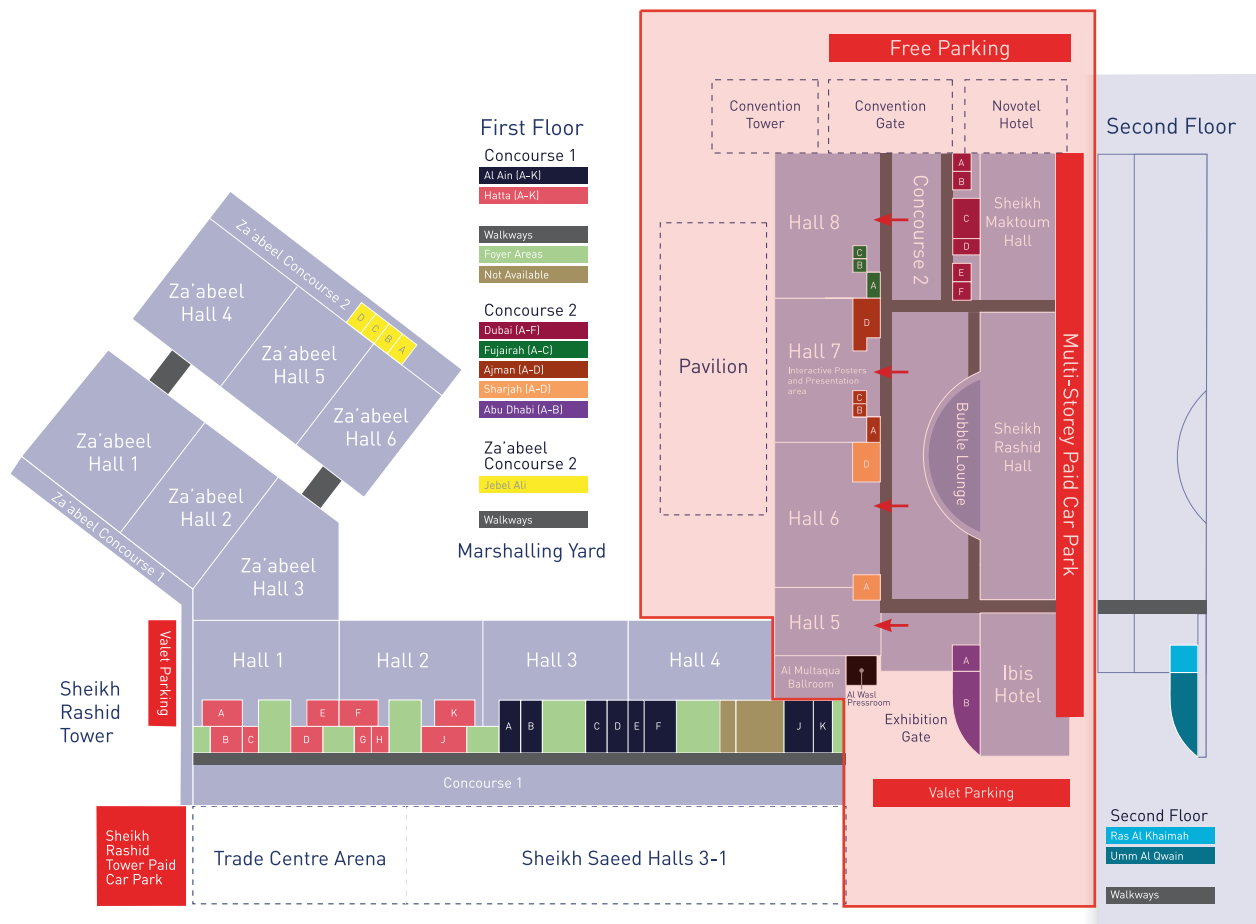 Free Parking
Convention
Tower
Convention
Gate
Novotel
Hotel
Second Floor
First Floor
Concourse 1
Al Ain (A–K)
Hatta (A–K)
Walkways
Foyer Areas
Not Available
Concourse 2
Dubai (A–F)
Fujairah (A–C)
Ajman (A–D)
Sharjah (A–D)
Abu Dhabi (A–B)
Za'abeel
Concourse 2
Jebel Ali
Walkways
Marshalling Yard
Za'abeel Concourse 2
Za'abeel
Hall 4
Za'abeel
Hall 5
Za'abeel
Hall 6
D
C
B
A
Za'abeel
Hall 1
Za'abeel
Hall 2
Za'abeel
Hall 3
Za'abeel Concourse 1
Pavilion
Hall 8
Concourse 2
A
B
C
D
E
F
Sheikh
Maktoum
Hall
C
B
A
D
Hall 7
Interactive Posters
and Presentation
area
C
B
A
D
Hall 6
A
Hall 5
Bubble Lounge
Sheikh
Rashid
Hall
Multi-Storey Paid Car Park
Al Multaqua
Ballroom
Al Wasl
Pressroom
Exhibition
Gate
A
B
Ibis
Hotel
Valet Parking
Valet Parking
Sheikh
Rashid
Tower
Hall 1
Hall 2
Hall 3
Hall 4
A
B
C
E
D
F
G
H
K
J
A
B
C
D
E
F
J
K
Concourse 1
Sheikh
Rashid
Tower Paid
Car Park
Trade Centre Arena
Sheikh Saeed Halls 3-1
Second Floor
Ras Al Khaimah
Umm Al Qwain
Walkways